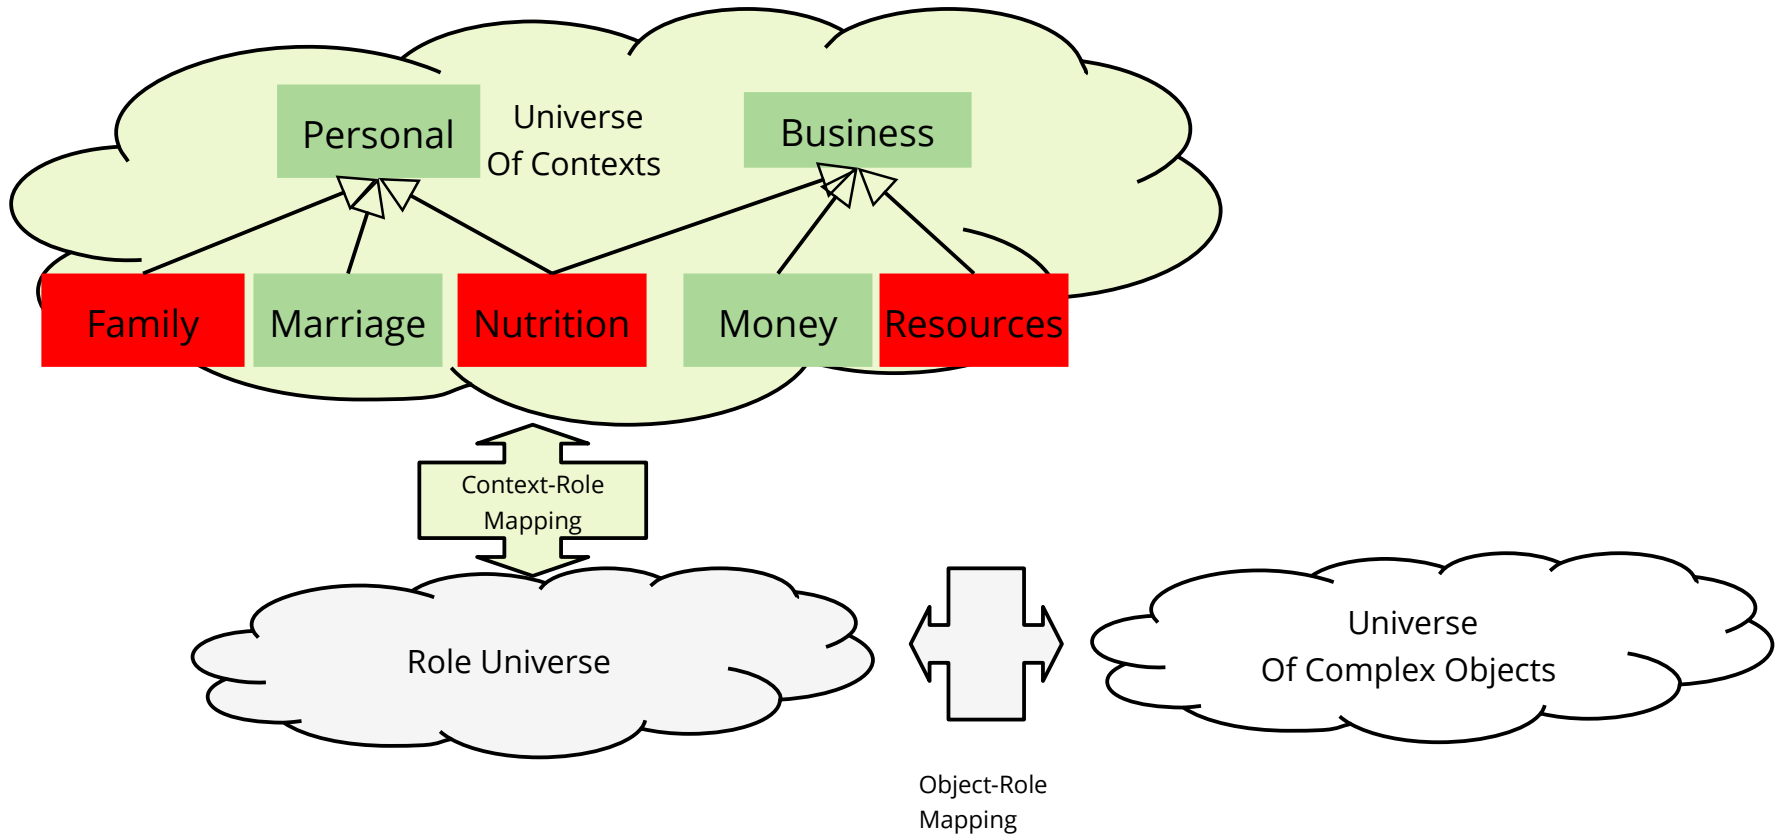 Personal
Universe
Of Contexts
Business
Family
Marriage
Nutrition
Money
Resources
Context-Role
Mapping
Role Universe
Universe
Of Complex Objects
Object-Role
Mapping